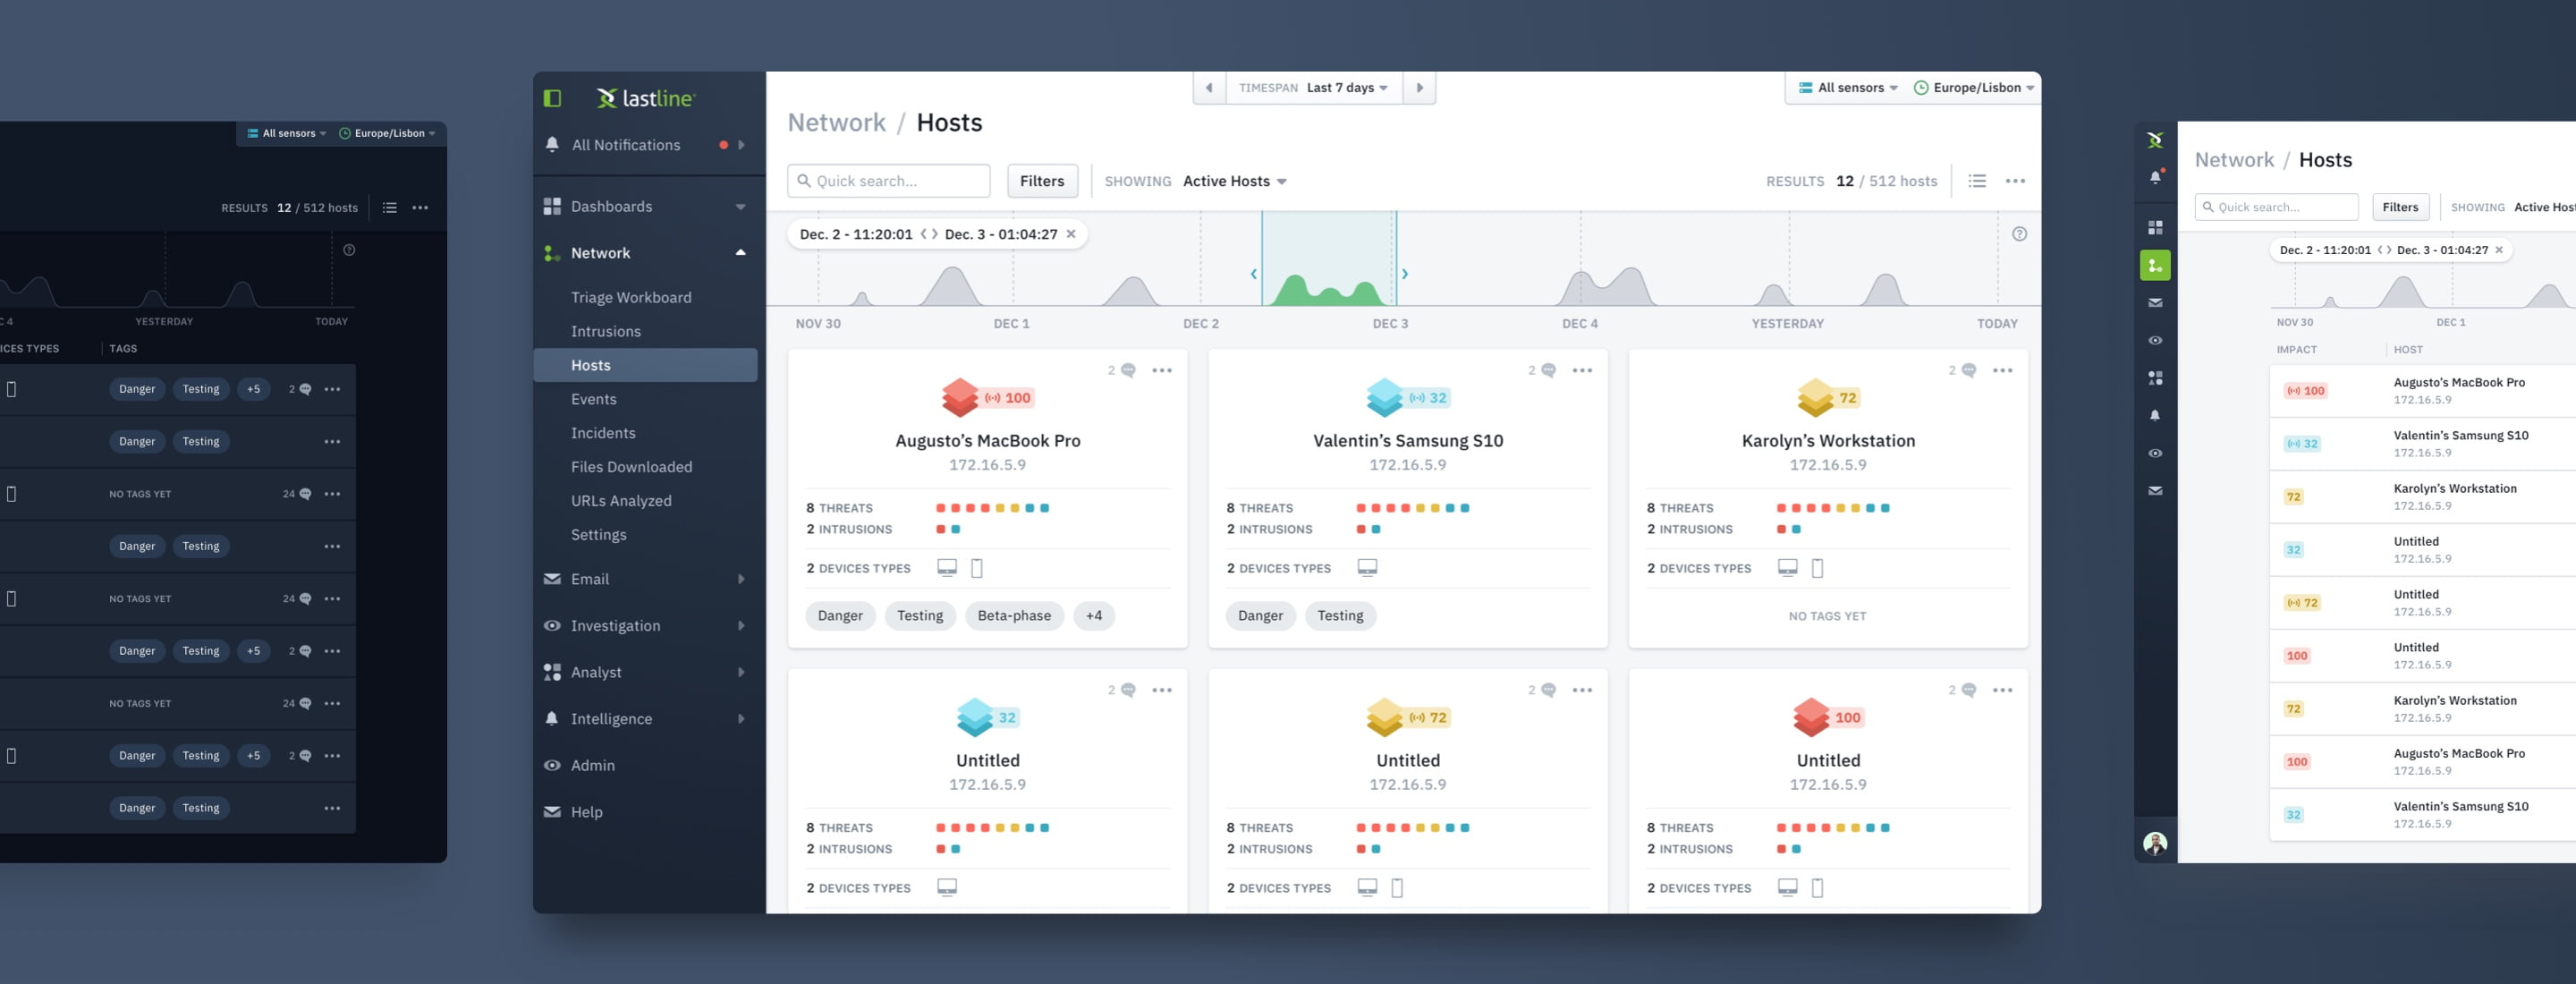 All sensors Europe/Lisbon
RESULTS 12 / 512 hosts
C 4 YESTERDAY TODAY
ICES TYPES TAGS
Danger Testing +5 2
Danger Testing
NO TAGS YET 24
Danger Testing
NO TAGS YET 24
Danger Testing +5 2
NO TAGS YET 24
Danger Testing +5 2
Danger Testing
lastline
All Notifications
Dashboards
Network
Triage Workboard
Intrusions
Hosts
Events
Incidents
Files Downloaded
URLs Analyzed
Settings
Email
Investigation
Analyst
Intelligence
Admin
Help
TIMESPAN Last 7 days
All sensors Europe/Lisbon
Network / Hosts
Quick search... Filters SHOWING Active Hosts RESULTS 12 / 512 hosts
Dec. 2 - 11:20:01 <> Dec. 3 - 01:04:27 ×
NOV 30 DEC 1 DEC 2 DEC 3 DEC 4 YESTERDAY TODAY
2
100
Augusto’s MacBook Pro
172.16.5.9
8 THREATS
2 INTRUSIONS
2 DEVICES TYPES
Danger Testing Beta-phase +4
2
32
Valentin’s Samsung S10
172.16.5.9
8 THREATS
2 INTRUSIONS
2 DEVICES TYPES
Danger Testing
2
72
Karolyn’s Workstation
172.16.5.9
8 THREATS
2 INTRUSIONS
2 DEVICES TYPES
NO TAGS YET
2
32
Untitled
172.16.5.9
8 THREATS
2 INTRUSIONS
2 DEVICES TYPES
2
72
Untitled
172.16.5.9
8 THREATS
2 INTRUSIONS
2 DEVICES TYPES
2
100
Untitled
172.16.5.9
8 THREATS
2 INTRUSIONS
2 DEVICES TYPES
Network / Hosts
Quick search... Filters SHOWING Active Host
Dec. 2 - 11:20:01 <> Dec. 3 - 01:04:27 ×
NOV 30 DEC 1
IMPACT HOST
100 Augusto’s MacBook Pro
172.16.5.9
32 Valentin’s Samsung S10
172.16.5.9
72 Karolyn’s Workstation
172.16.5.9
32 Untitled
172.16.5.9
72 Untitled
172.16.5.9
100 Untitled
172.16.5.9
72 Karolyn’s Workstation
172.16.5.9
100 Augusto’s MacBook Pro
172.16.5.9
32 Valentin’s Samsung S10
172.16.5.9